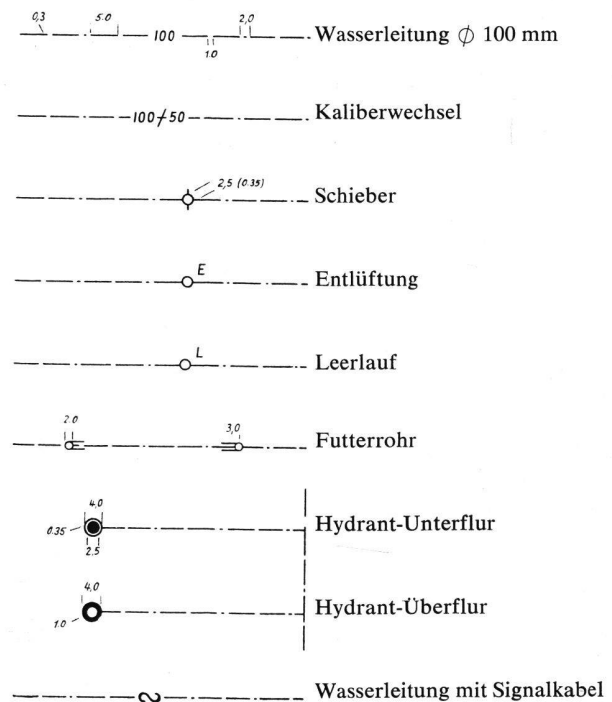 0,3 5.0 2,0
100 Wasserleitung ϕ 100 mm
1.0
100/50 Kaliberwechsel
2,5 (0.35)
Schieber
E
Entlüftung
L
Leerlauf
2.0 3,0
Futterrohr
4,0
0.35 Hydrant-Unterflur
2.5
4,0
Hydrant-Überflur
1.0
Wasserleitung mit Signalkabel